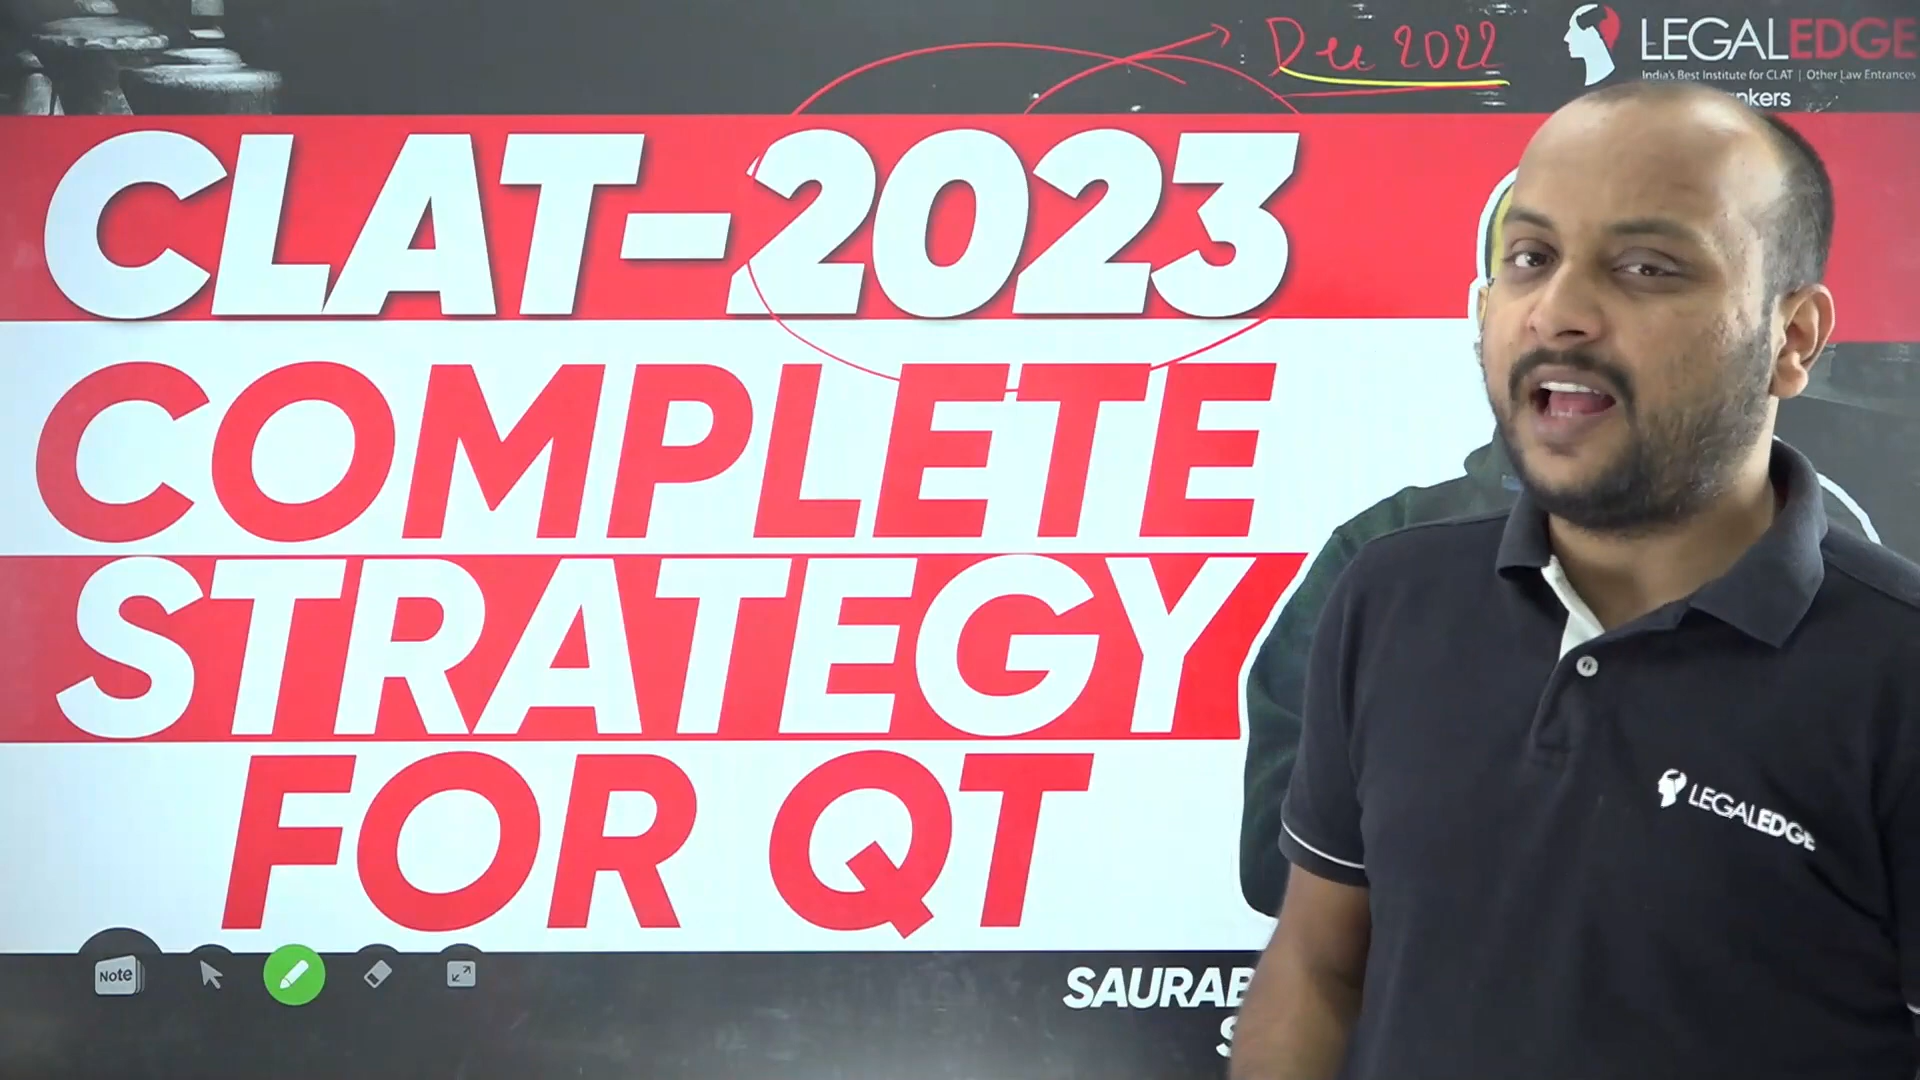 Dec 2022
LEGALEDGE
India's Best Institute for CLAT | Other Law Entrances
CLAT-2023
COMPLETE
STRATEGY
FOR QT
LEGALEDGE
Note